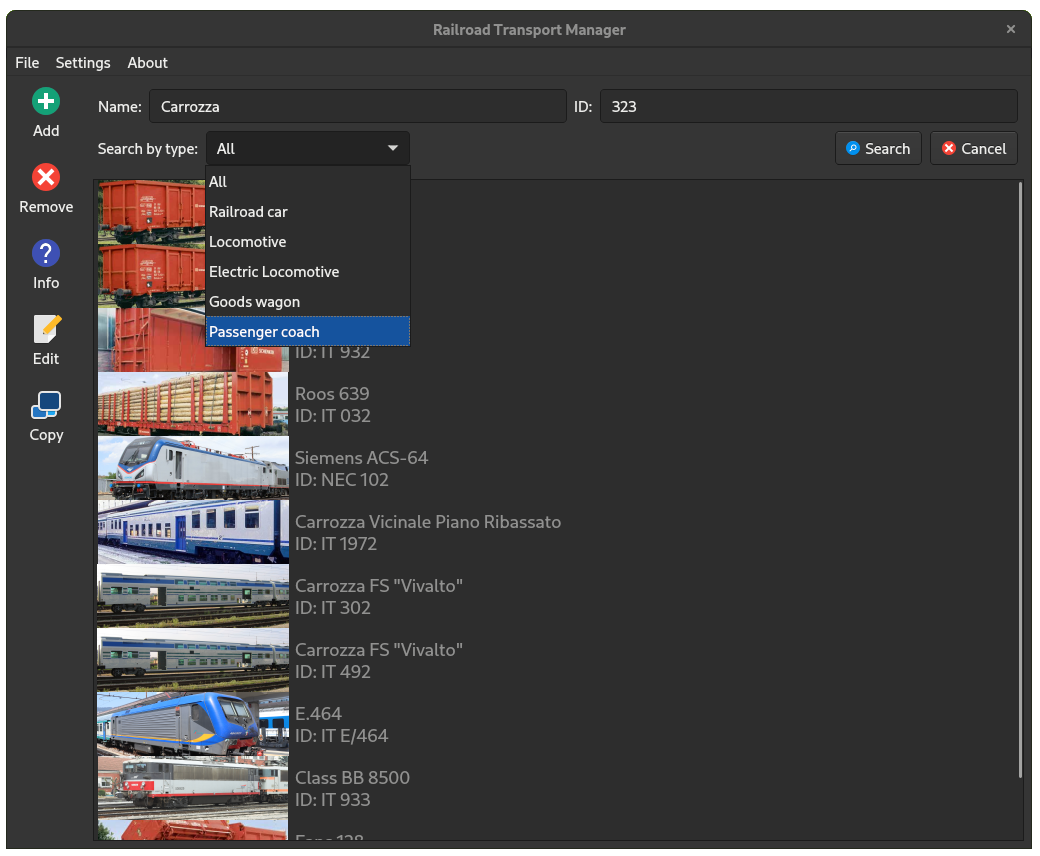 Railroad Transport Manager
File Settings About
Add
Remove
Info
Edit
Copy
Name: Carrozza ID: 323
Search by type: All Search Cancel
All
Railroad car
Locomotive
Electric Locomotive
Goods wagon
Passenger coach
ID: IT 932
Roos 639
ID: IT 032
Siemens ACS-64
ID: NEC 102
Carrozza Vicinale Piano Ribassato
ID: IT 1972
Carrozza FS "Vivalto"
ID: IT 302
Carrozza FS "Vivalto"
ID: IT 492
E.464
ID: IT E/464
Class BB 8500
ID: IT 933